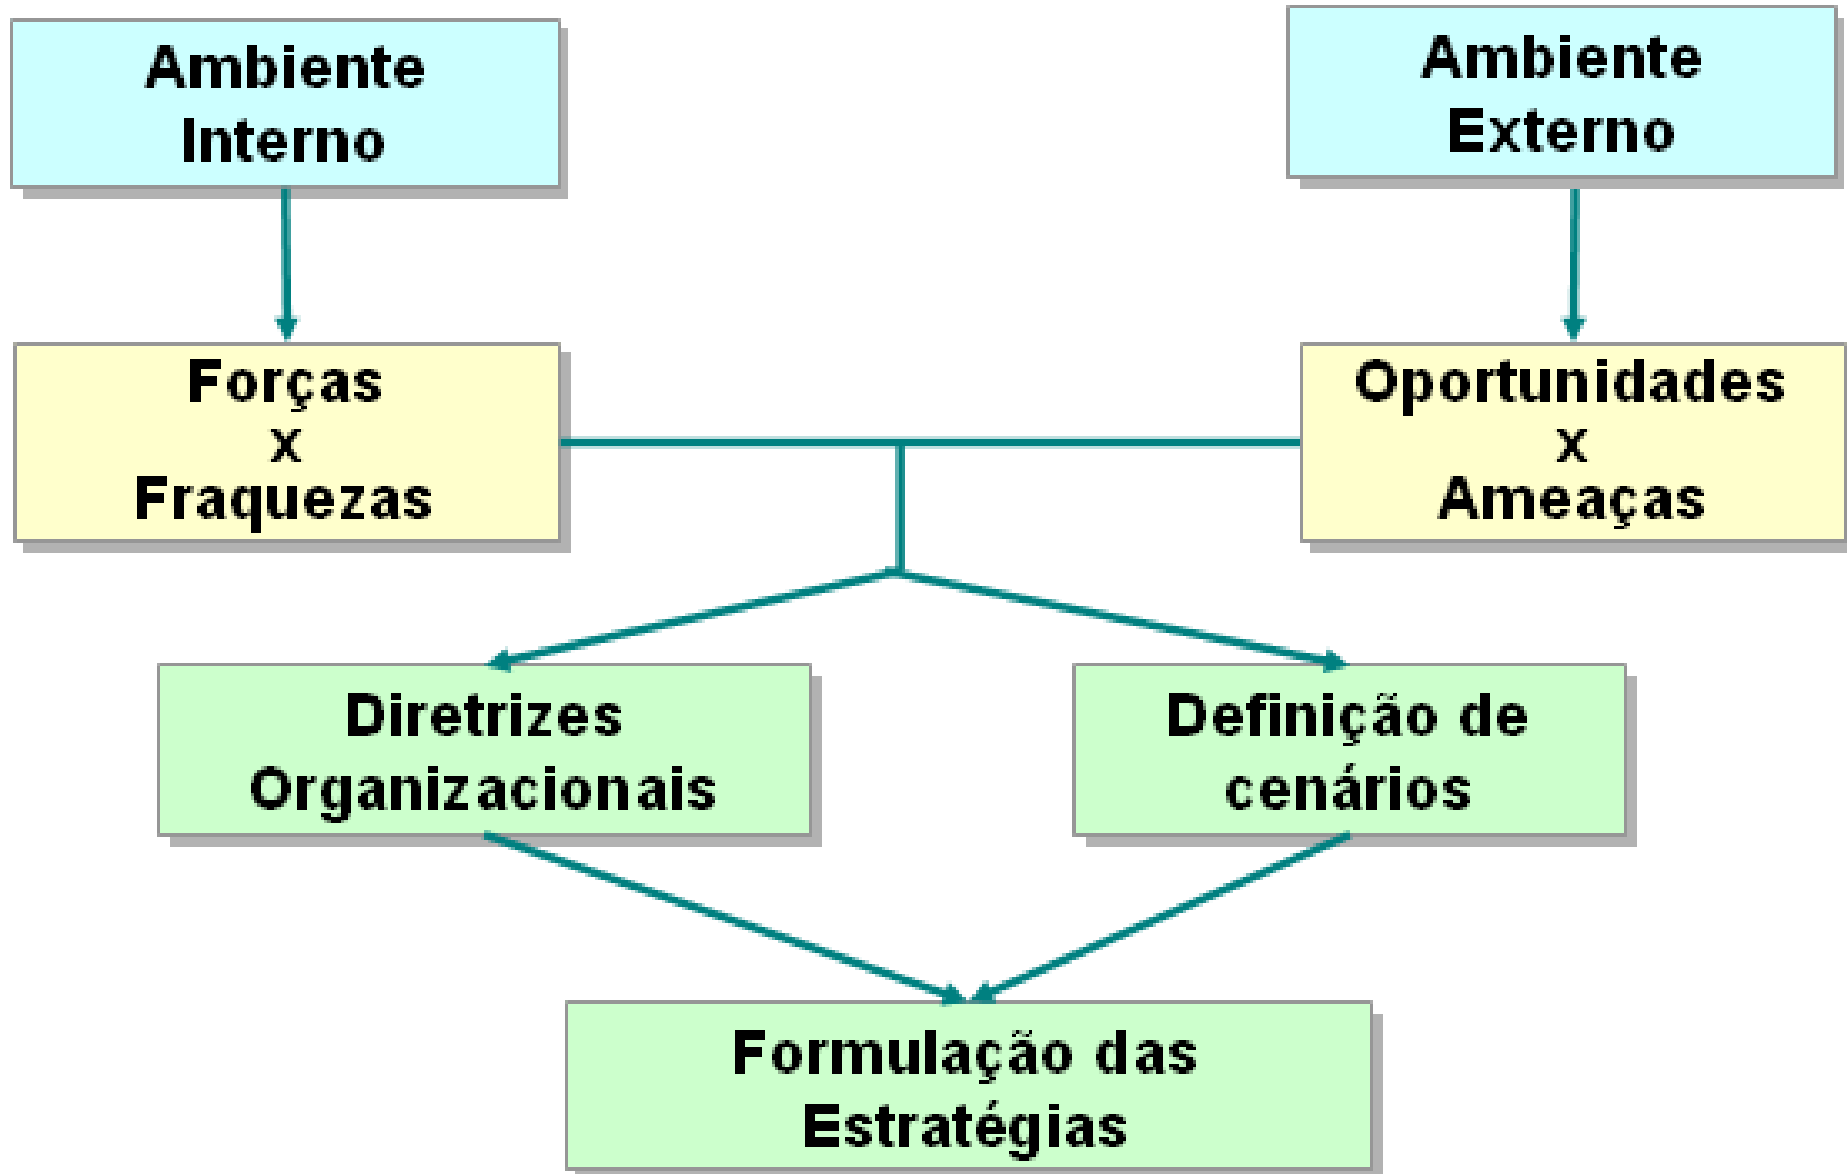 Ambiente
Interno
Ambiente
Externo
Forças
x
Fraquezas
Oportunidades
x
Ameaças
Diretrizes
Organizacionais
Definição de
cenários
Formulação das
Estratégias